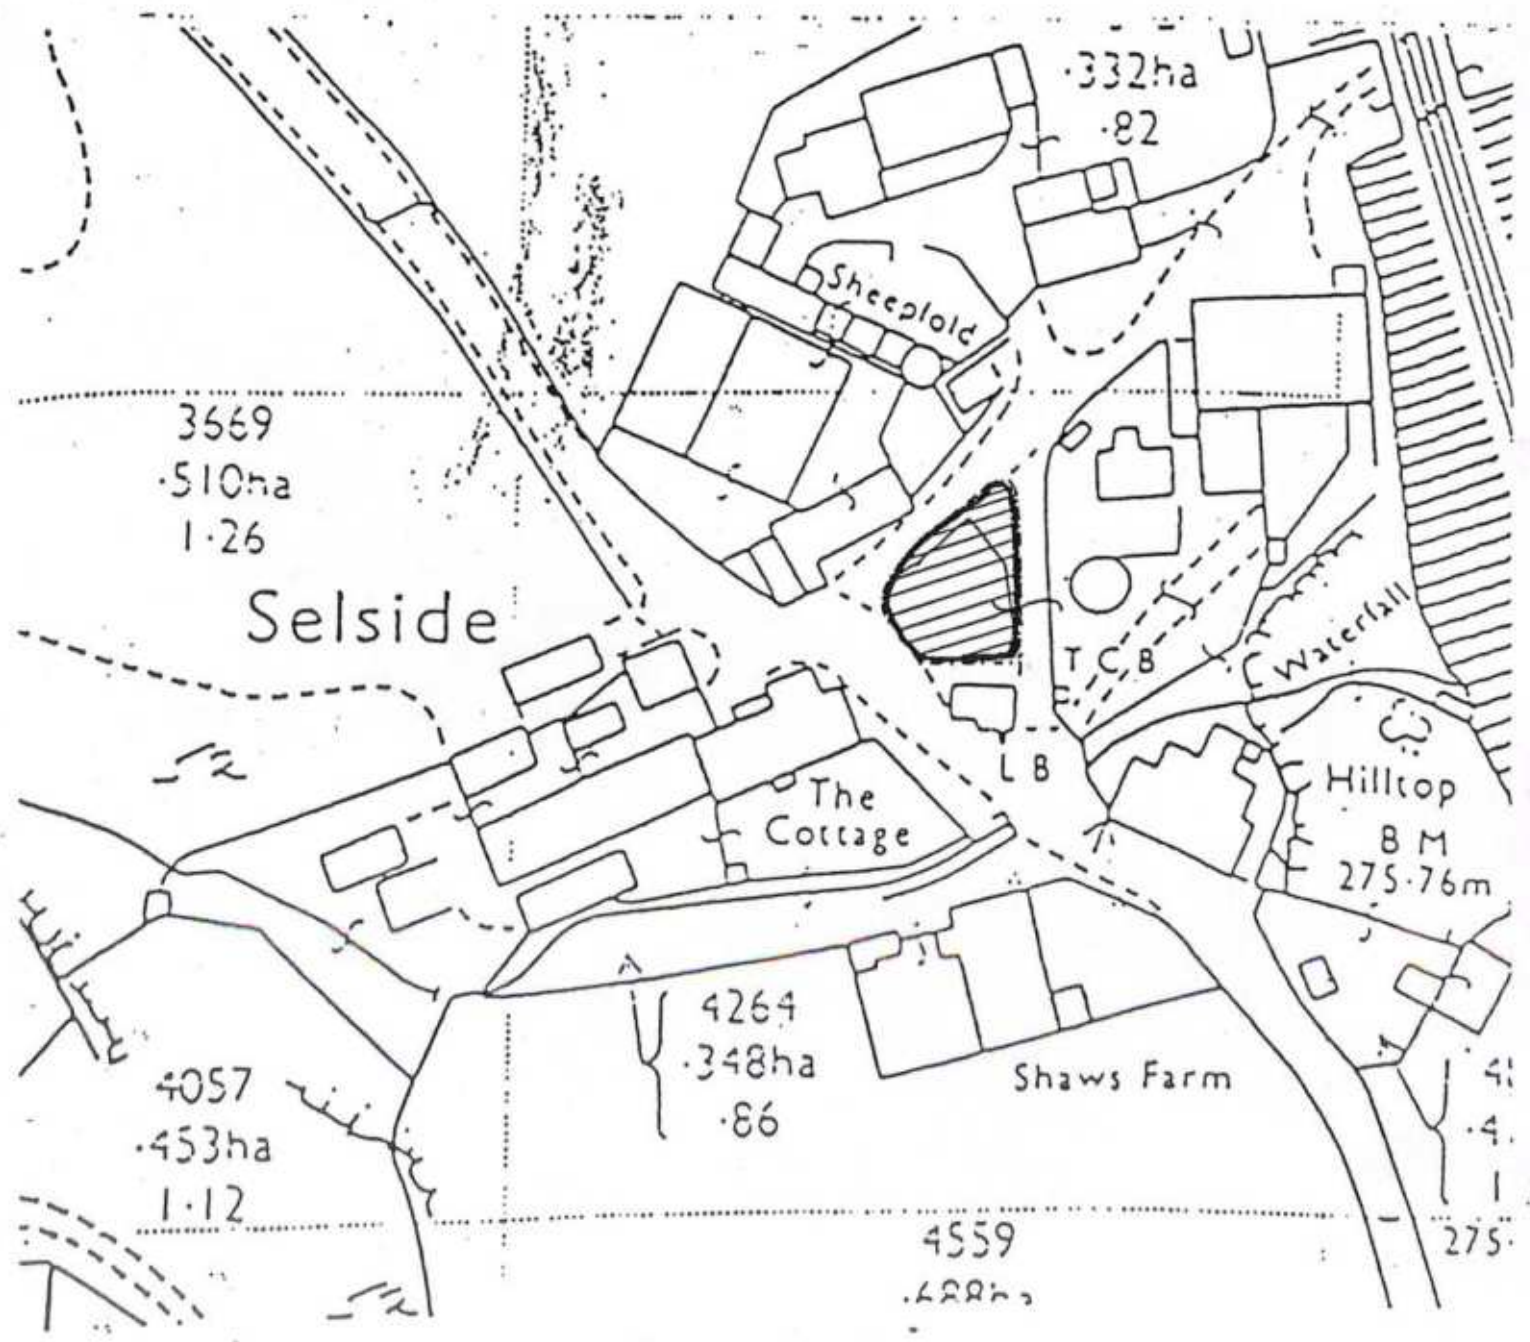 ·332ha
·82
Sheepfold
3669
·510ha
1·26
Selside
T C B
Waterfall
L B
The
Cottage
Hilltop
B M
275·76m
4264
·348ha
·86
Shaws Farm
4057
·453ha
1·12
4559
275·